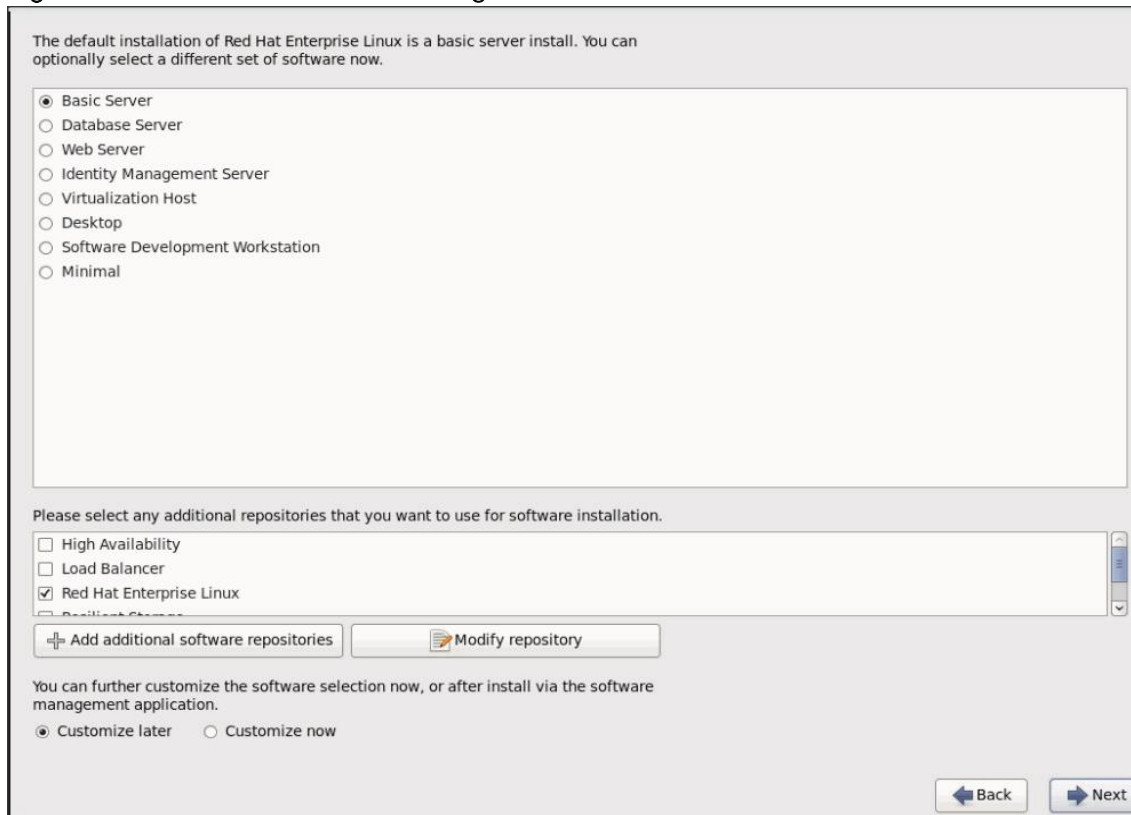 The default installation of Red Hat Enterprise Linux is a basic server install. You can
optionally select a different set of software now.
Basic Server
Database Server
Web Server
Identity Management Server
Virtualization Host
Desktop
Software Development Workstation
Minimal
Please select any additional repositories that you want to use for software installation.
High Availability
Load Balancer
Red Hat Enterprise Linux
Resilient Storage
Add additional software repositories
Modify repository
You can further customize the software selection now, or after install via the software
management application.
Customize later
Customize now
Back
Next